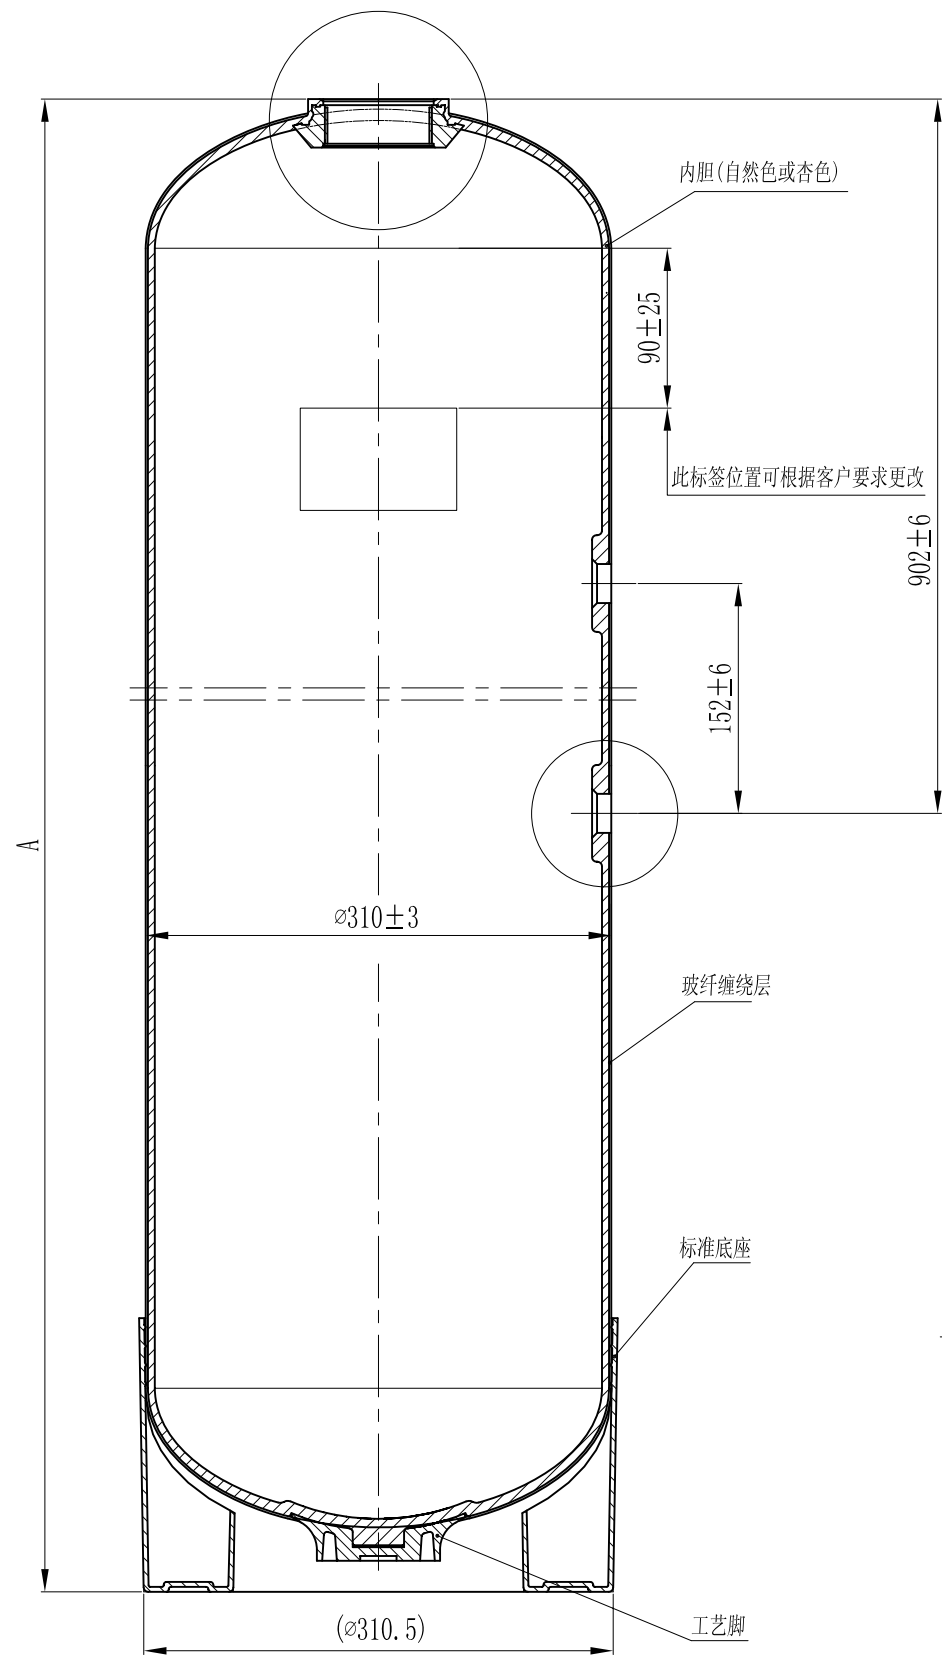 内胆(自然色或杏色)
90±25
此标签位置可根据客户要求更改
902±6
152±6
A
⌀310±3
玻纤缠绕层
标准底座
工艺脚
(⌀310.5)